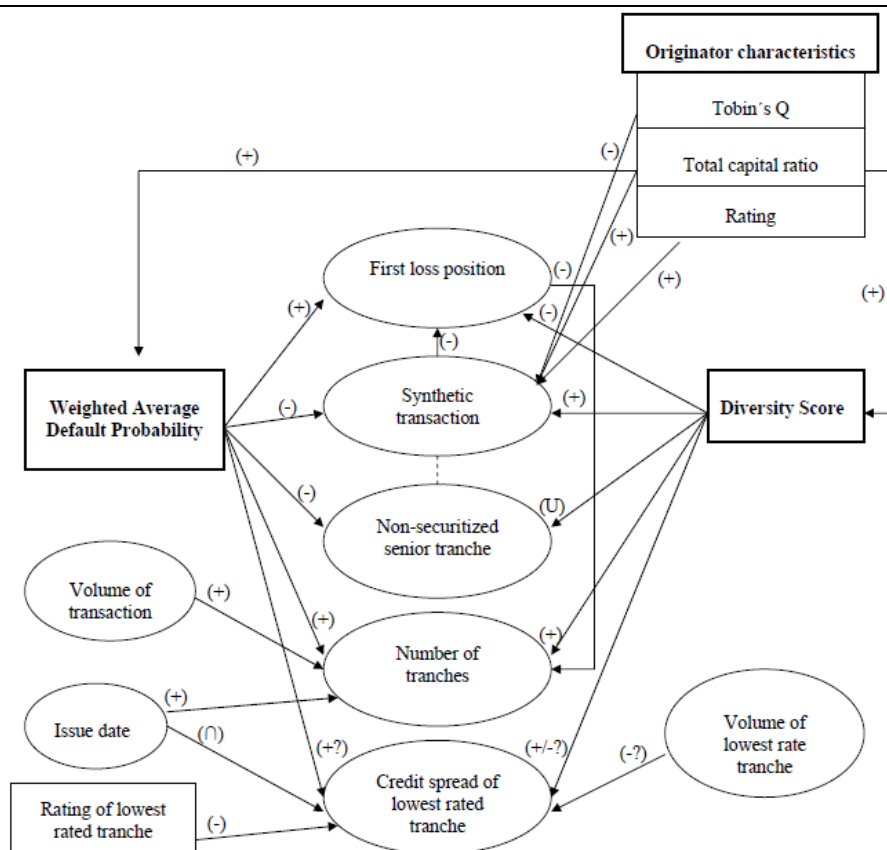 Originator characteristics
Tobin´s Q
(+)
(-)
Total capital ratio
Rating
(+)
First loss position
(-)
(+)
(+)
(+)
(-)
(-)
Weighted Average
Default Probability
(-)
Synthetic
transaction
(+)
Diversity Score
(-)
(U)
Non-securitized
senior tranche
Volume of
transaction
(+)
(+)
(+)
Number of
tranches
(+)
Issue date
(∩)
(+?)
(+/-?)
(-?)
Volume of
lowest rate
tranche
Credit spread of
lowest rated
tranche
Rating of lowest
rated tranche
(-)